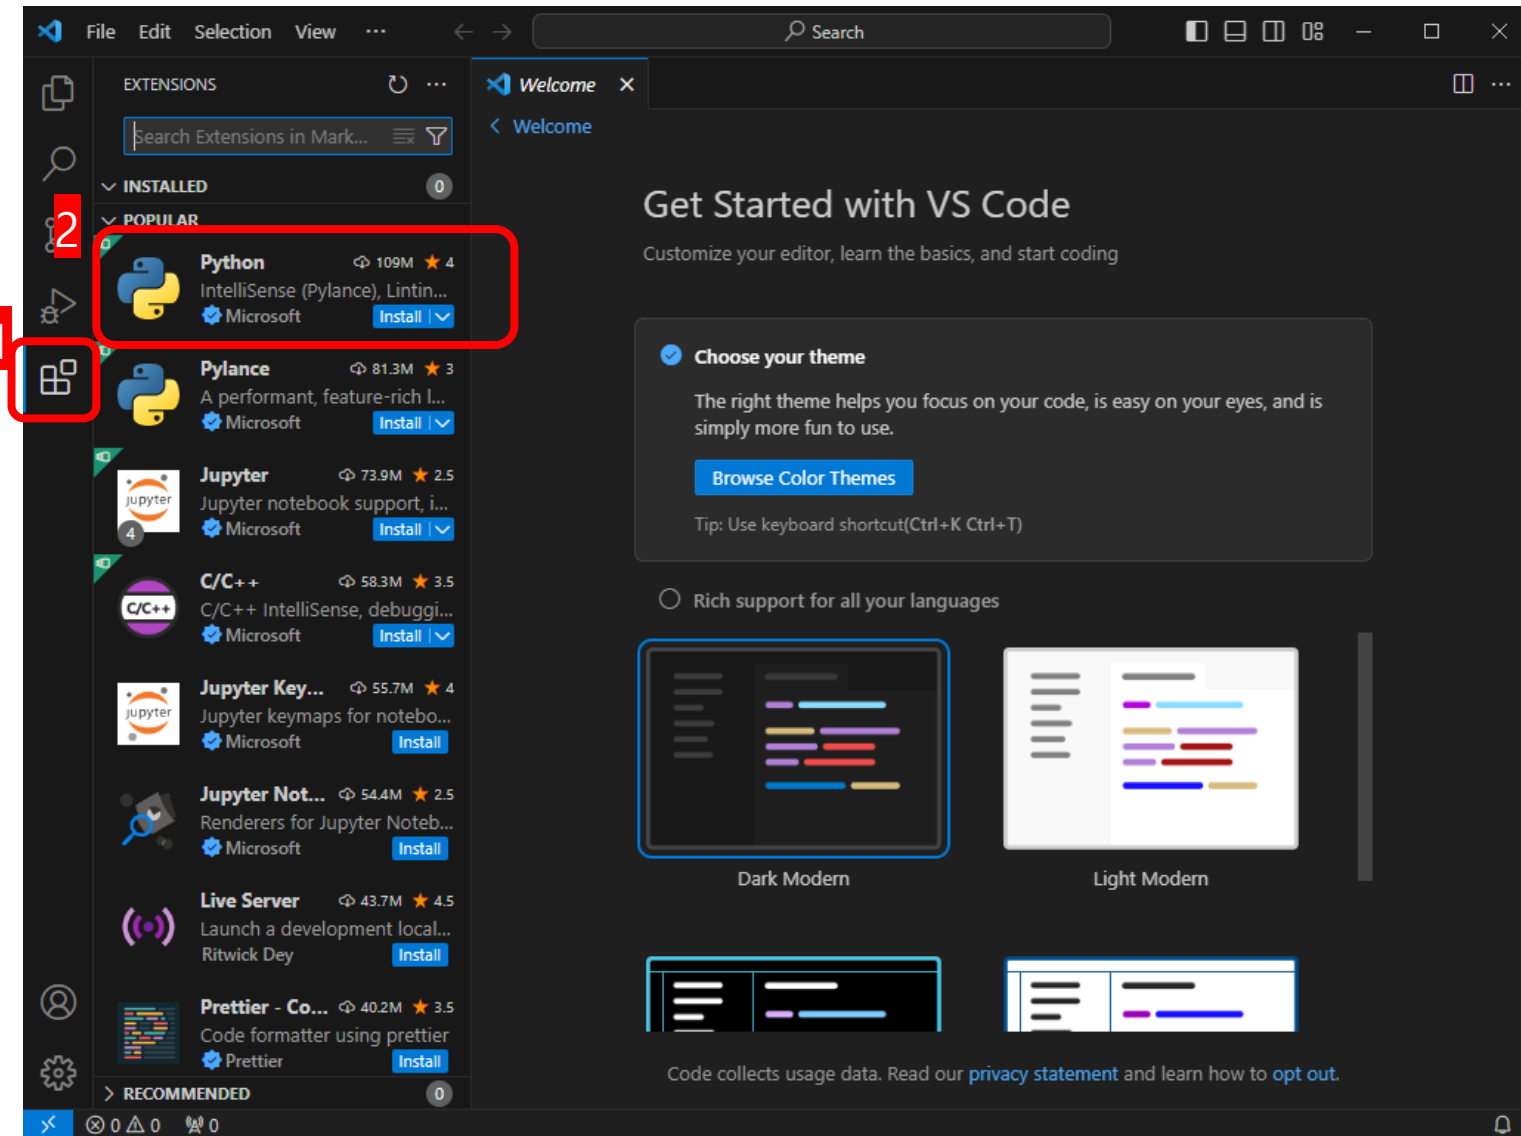 File Edit Selection View ··· Search
EXTENSIONS
Welcome
Search Extensions in Mark...
Welcome
INSTALLED 0
2
POPULAR
Python 109M 4
IntelliSense (Pylance), Lintin...
Microsoft Install
1
Pylance 81.3M 3
A performant, feature-rich l...
Microsoft Install
Jupyter 73.9M 2.5
jupyter
Jupyter notebook support, i...
4
Microsoft Install
C/C++ 58.3M 3.5
C/C++
C/C++ IntelliSense, debuggi...
Microsoft Install
Jupyter Key... 55.7M 4
jupyter
Jupyter keymaps for notebo...
Microsoft Install
Jupyter Not... 54.4M 2.5
Renderers for Jupyter Noteb...
Microsoft Install
Live Server 43.7M 4.5
Launch a development local...
Ritwick Dey Install
Prettier - Co... 40.2M 3.5
Code formatter using prettier
Prettier Install
RECOMMENDED 0
Get Started with VS Code
Customize your editor, learn the basics, and start coding
Choose your theme
The right theme helps you focus on your code, is easy on your eyes, and is
simply more fun to use.
Browse Color Themes
Tip: Use keyboard shortcut(Ctrl+K Ctrl+T)
Rich support for all your languages
Dark Modern
Light Modern
Code collects usage data. Read our privacy statement and learn how to opt out.
0 0 0